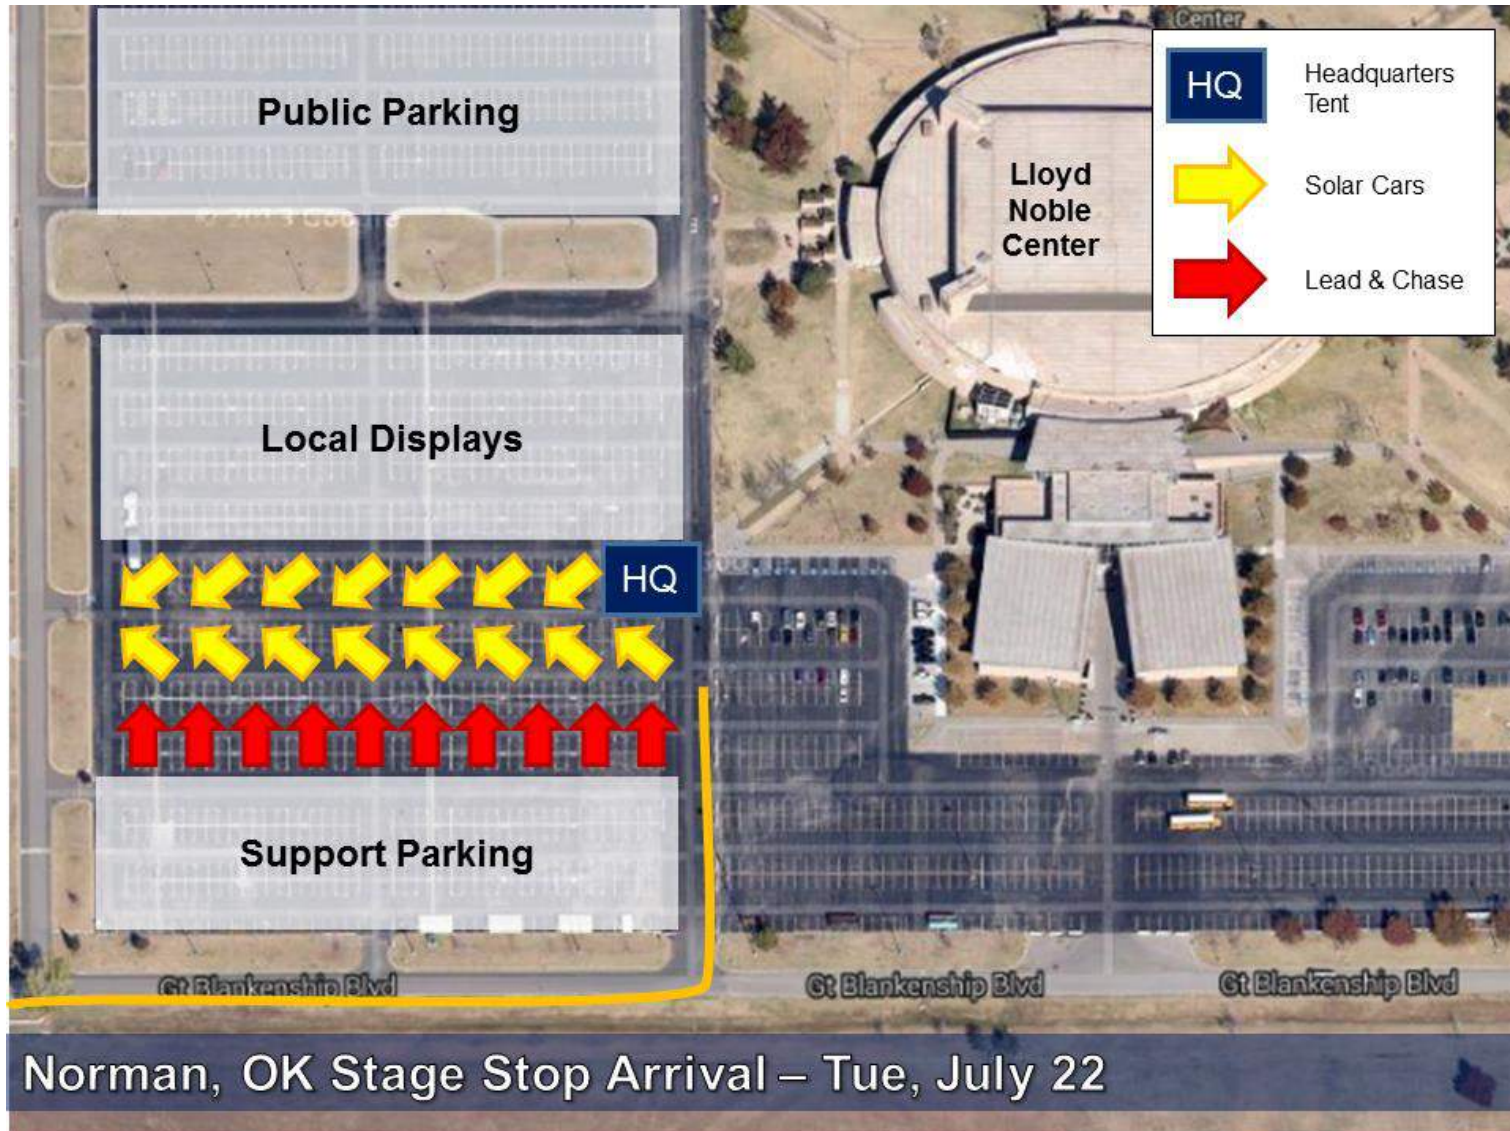 Center
HQ
Headquarters
Tent
Solar Cars
Lead & Chase
Public Parking
Lloyd
Noble
Center
Local Displays
HQ
Support Parking
Gt Blankenship Blvd
Gt Blankenship Blvd
Gt Blankenship Blvd
Norman, OK Stage Stop Arrival – Tue, July 22